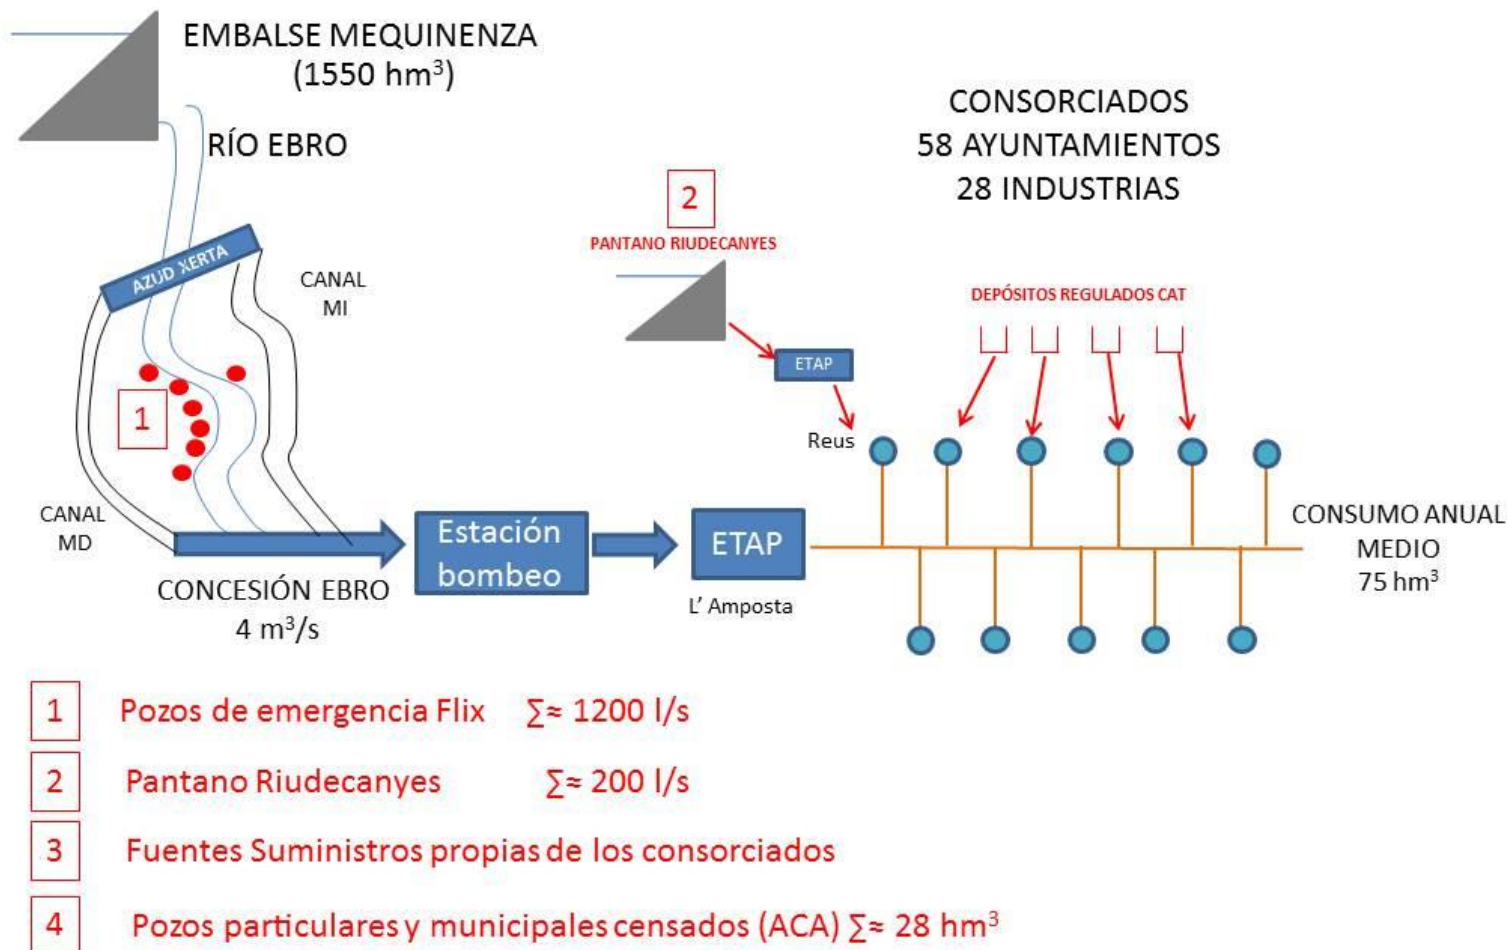 EMBALSE MEQUINENZA
(1550 hm³)
RÍO EBRO
CONSORCIADOS
58 AYUNTAMIENTOS
28 INDUSTRIAS
2
PANTANO RIUDECANYES
AZUD XERTA
CANAL
MI
DEPÓSITOS REGULADOS CAT
ETAP
1
Reus
CANAL
MD
Estación
bombeo
ETAP
CONSUMO ANUAL
MEDIO
75 hm³
CONCESIÓN EBRO
4 m³/s
L' Amposta
1 Pozos de emergencia Flix ∑≈ 1200 l/s
2 Pantano Riudecanyes ∑≈ 200 l/s
3 Fuentes Suministros propias de los consorciados
4 Pozos particulares y municipales censados (ACA) ∑≈ 28 hm³